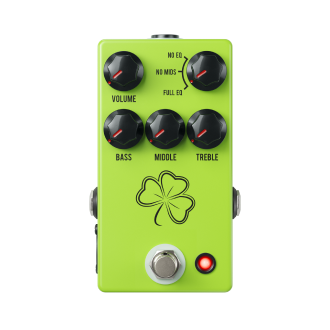 NO EQ
NO MIDS
FULL EQ
VOLUME
BASS MIDDLE TREBLE